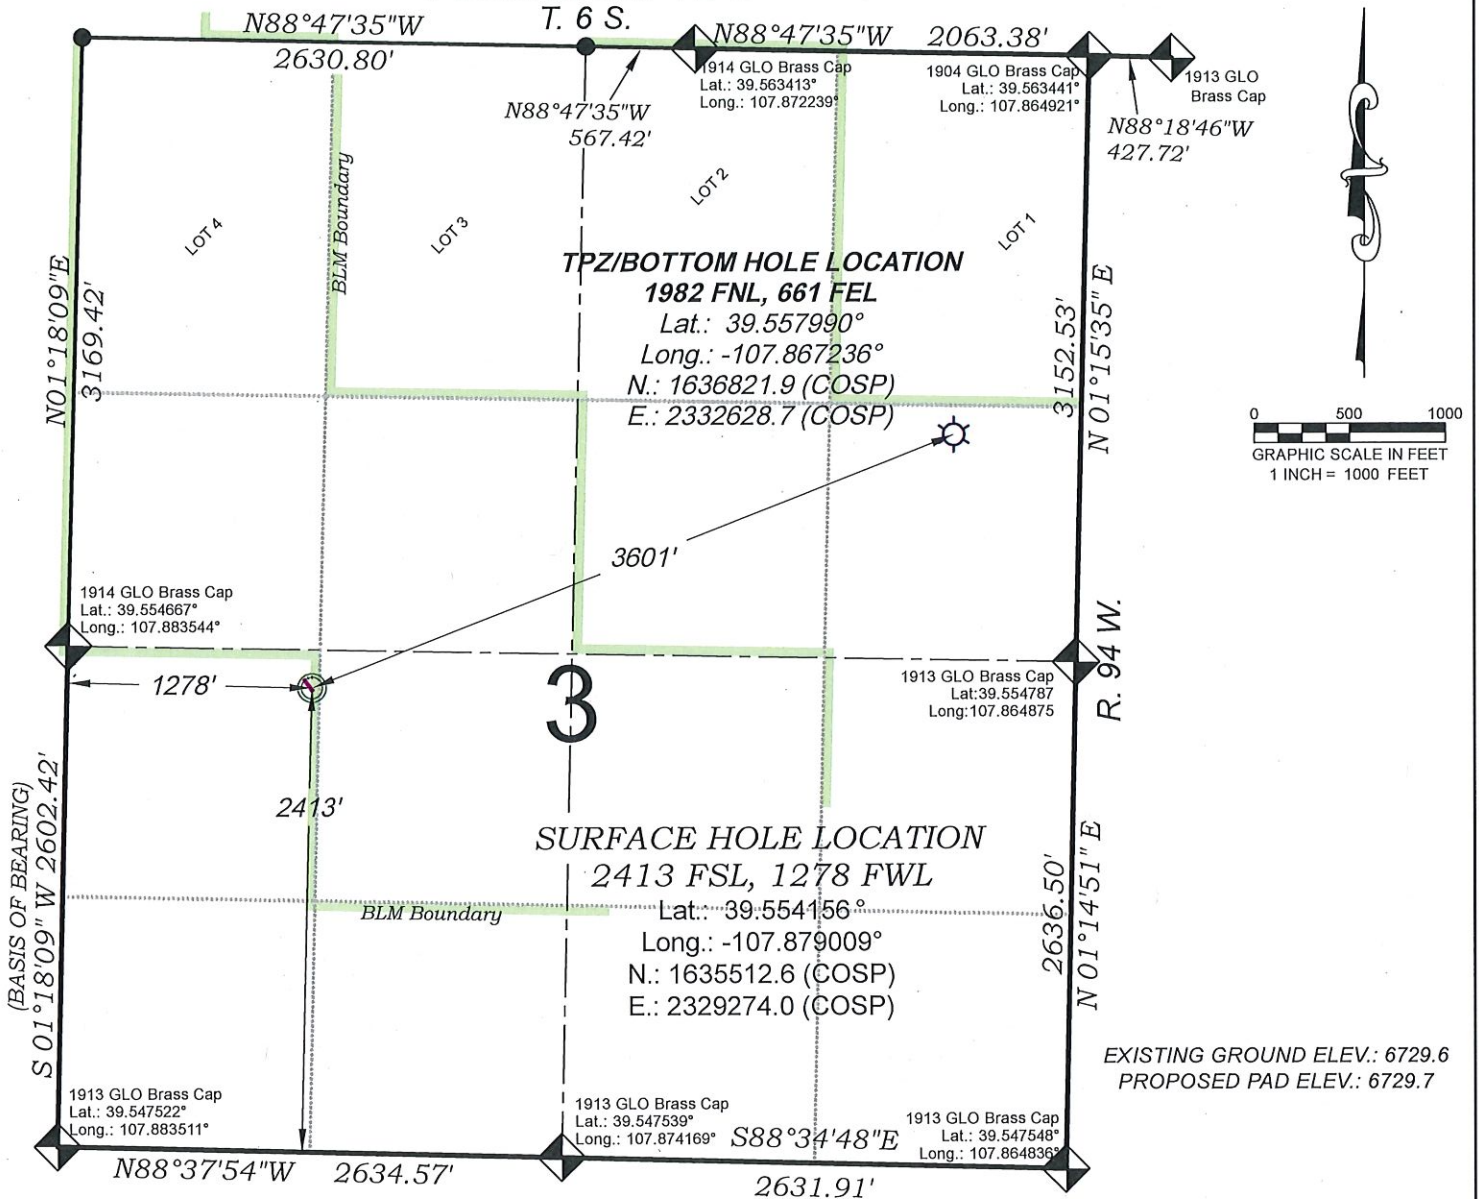 T. 6 S.
N88°47'35"W
2630.80'
N88°47'35"W 2063.38'
1914 GLO Brass Cap
Lat.: 39.563413°
Long.: 107.872239°
1904 GLO Brass Cap
Lat.: 39.563441°
Long.: 107.864921°
1913 GLO
Brass Cap
N88°47'35"W
567.42'
N88°18'46"W
427.72'
LOT 4
BLM Boundary
LOT 3
LOT 2
LOT 1
TPZ/BOTTOM HOLE LOCATION
1982 FNL, 661 FEL
Lat.: 39.557990°
Long.: -107.867236°
N.: 1636821.9 (COSP)
E.: 2332628.7 (COSP)
N01°18'09"E
3169.42'
3152.53'
N 01°15'35" E
0 500 1000
GRAPHIC SCALE IN FEET
1 INCH = 1000 FEET
3601'
1914 GLO Brass Cap
Lat.: 39.554667°
Long.: 107.883544°
1278'
3
1913 GLO Brass Cap
Lat:39.554787
Long:107.864875
R. 94 W.
2413'
(BASIS OF BEARING)
S 01°18'09" W 2602.42'
SURFACE HOLE LOCATION
2413 FSL, 1278 FWL
Lat.: 39.554156°
Long.: -107.879009°
N.: 1635512.6 (COSP)
E.: 2329274.0 (COSP)
BLM Boundary
2636.50'
N 01°14'51" E
EXISTING GROUND ELEV.: 6729.6
PROPOSED PAD ELEV.: 6729.7
1913 GLO Brass Cap
Lat.: 39.547522°
Long.: 107.883511°
1913 GLO Brass Cap
Lat.: 39.547539°
Long.: 107.874169°
1913 GLO Brass Cap
Lat.: 39.547548°
Long.: 107.864836°
N88°37'54"W 2634.57'
S88°34'48"E
2631.91'